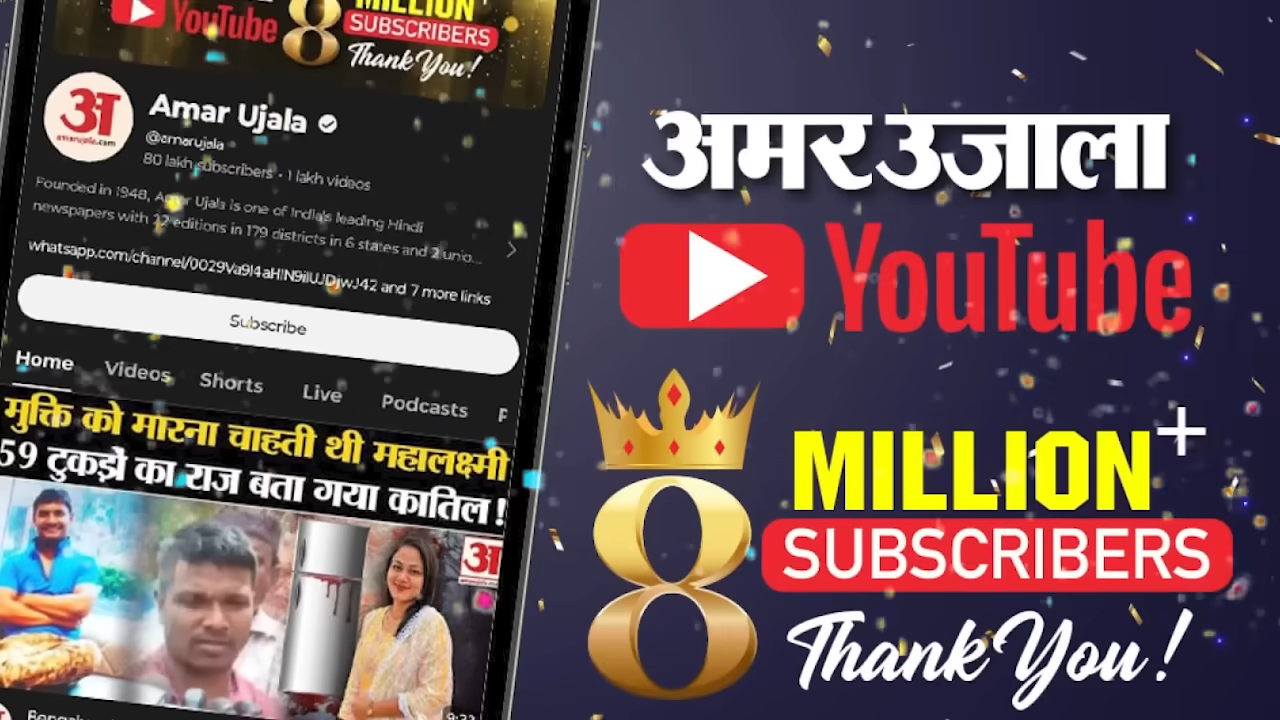 MILLION
YouTube
8
SUBSCRIBERS
Thank You!
अ
amarujala.com
Amar Ujala
@amarujala
80 lakh subscribers • 1 lakh videos
Founded in 1948, Amar Ujala is one of India's leading Hindi
newspapers with 22 editions in 179 districts in 6 states and 2 unio...
and 7 more links
Subscribe
Home Videos Shorts Live Podcasts P
मुक्ति को मारना चाहती थी महालक्ष्मी
59 टुकड़ों का राज बता गया कातिल!
अ
अमर उजाला
YouTube
8
MILLION+
SUBSCRIBERS
Thank You!